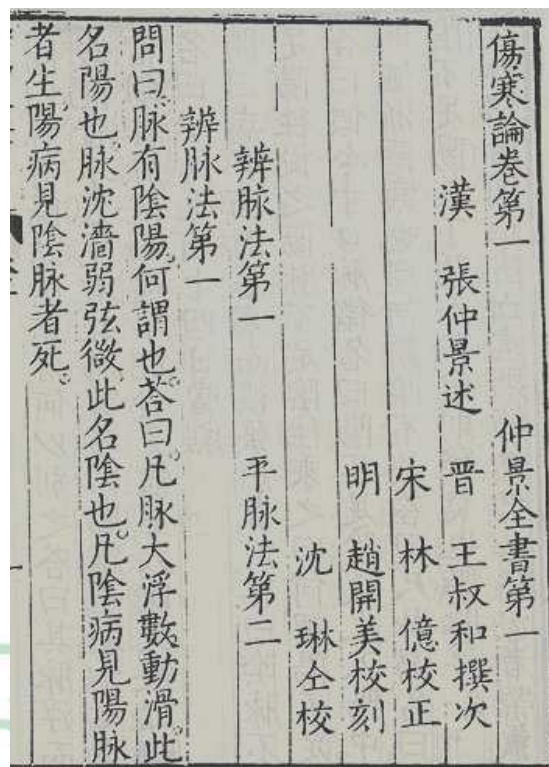 傷寒論卷第一 仲景全書第一
漢 張仲景述 晋 王叔和撰次
宋 林 億校正
明 趙開美校刻
沈 琳仝校
辨脉法第一 平脉法第二
辨脉法第一
問曰。脉有陰陽。何謂也。荅曰。凡脉大浮數動滑。此
名陽也。脉沈濇弱弦微。此名陰也。凡陰病見陽脉
者生。陽病見陰脉者死。